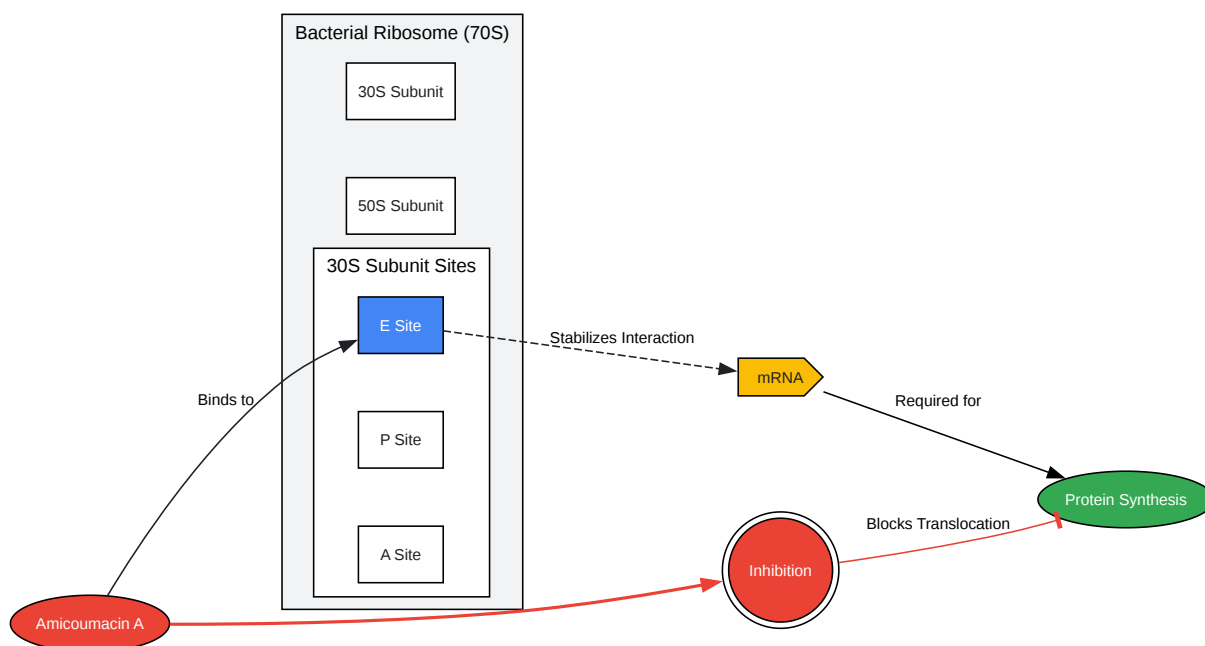 Bacterial Ribosome (70S)
30S Subunit
50S Subunit
30S Subunit Sites
E Site
Stabilizes Interaction
mRNA
Binds to
Required for
P Site
Protein Synthesis
Blocks Translocation
A Site
Inhibition
Amicoumacin A